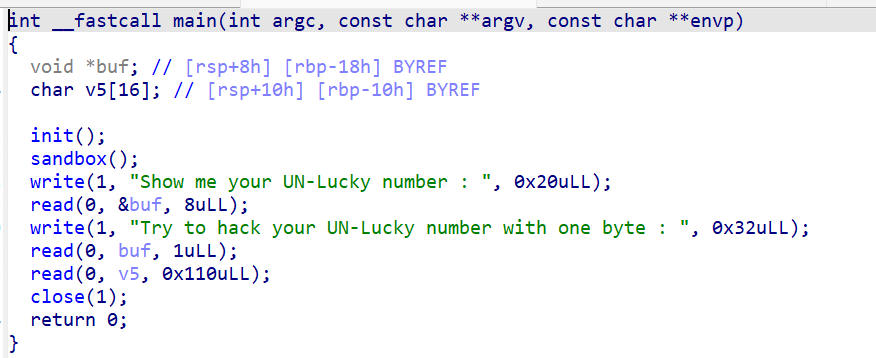 int __fastcall main(int argc, const char **argv, const char **envp)
{
  void *buf; // [rsp+8h] [rbp-18h] BYREF
  char v5[16]; // [rsp+10h] [rbp-10h] BYREF

  init();
  sandbox();
  write(1, "Show me your UN-Lucky number : ", 0x20uLL);
  read(0, &buf, 8uLL);
  write(1, "Try to hack your UN-Lucky number with one byte : ", 0x32uLL);
  read(0, buf, 1uLL);
  read(0, v5, 0x110uLL);
  close(1);
  return 0;
}